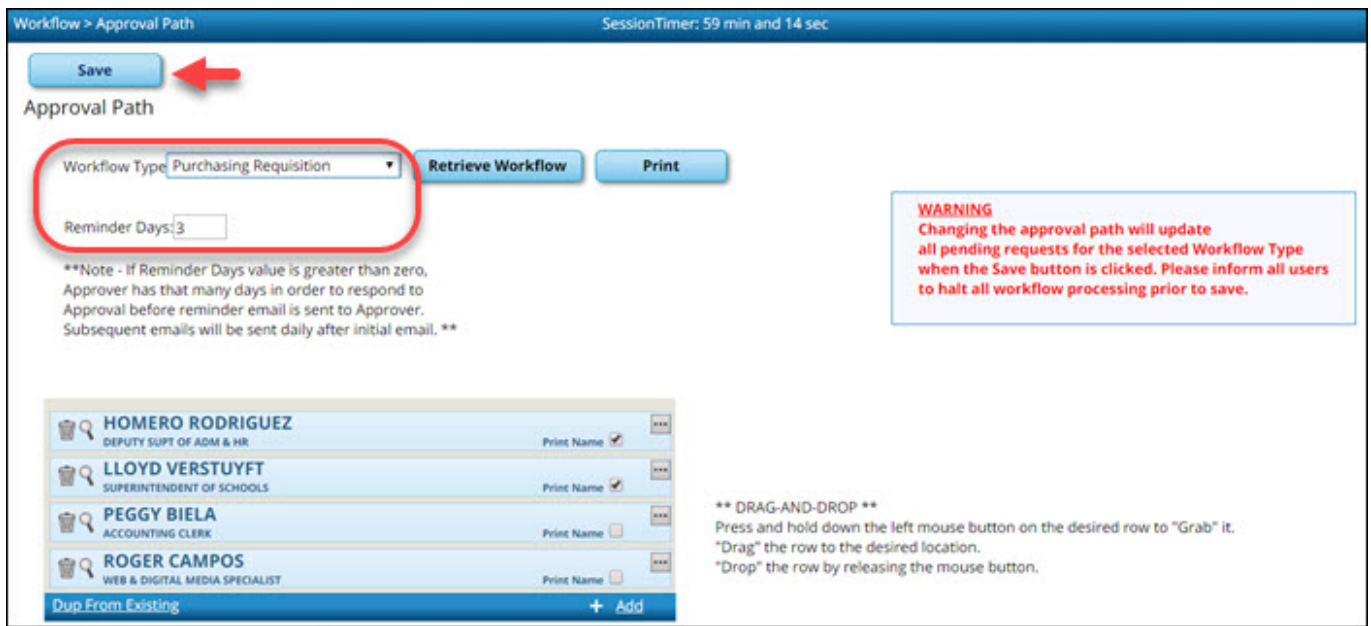 Workflow > Approval Path
SessionTimer: 59 min and 14 sec
Save
Approval Path
Workflow Type Purchasing Requisition
Retrieve Workflow
Print
Reminder Days: 3
**Note - If Reminder Days value is greater than zero,
Approver has that many days in order to respond to
Approval before reminder email is sent to Approver.
Subsequent emails will be sent daily after initial email. **
WARNING
Changing the approval path will update
all pending requests for the selected Workflow Type
when the Save button is clicked. Please inform all users
to halt all workflow processing prior to save.
HOMERO RODRIGUEZ
DEPUTY SUPT OF ADM & HR
Print Name
LLOYD VERSTUYFT
SUPERINTENDENT OF SCHOOLS
Print Name
PEGGY BIELA
ACCOUNTING CLERK
Print Name
ROGER CAMPOS
WEB & DIGITAL MEDIA SPECIALIST
Print Name
Dup From Existing
+ Add
** DRAG-AND-DROP **
Press and hold down the left mouse button on the desired row to "Grab" it.
"Drag" the row to the desired location.
"Drop" the row by releasing the mouse button.